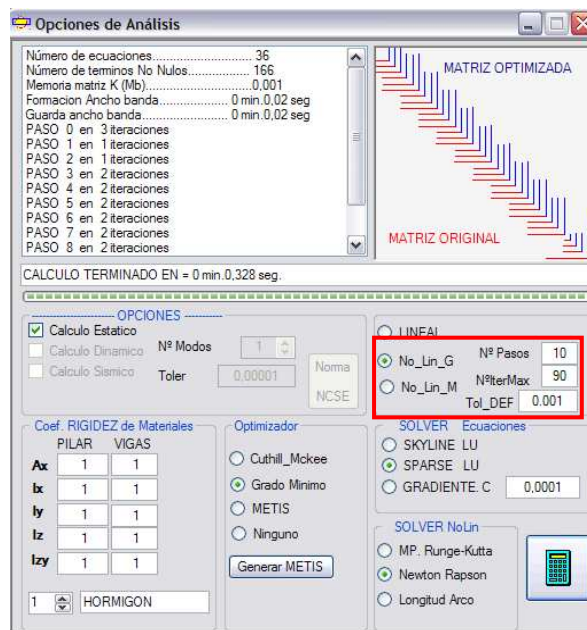 Opciones de Análisis
Número de ecuaciones........................ 36
Número de terminos No Nulos............... 166
Memoria matriz K (Mb).......................0,001
Formacion Ancho banda...................... 0 min.0,02 seg
Guarda ancho banda........................ 0 min.0,02 seg
PASO 0 en 3 iteraciones
PASO 1 en 1 iteraciones
PASO 2 en 1 iteraciones
PASO 3 en 2 iteraciones
PASO 4 en 2 iteraciones
PASO 5 en 2 iteraciones
PASO 6 en 2 iteraciones
PASO 7 en 2 iteraciones
PASO 8 en 2 iteraciones
MATRIZ OPTIMIZADA
MATRIZ ORIGINAL
CALCULO TERMINADO EN = 0 min.0,328 seg.
OPCIONES
Calculo Estatico
Calculo Dinamico Nº Modos 1
Calculo Sismico Toler 0.00001
Norma
NCSE
LINEAL
No_Lin_G Nº Pasos 10
No_Lin_M NºIterMax 90
Tol_DEF 0.001
Coef. RIGIDEZ de Materiales
PILAR VIGAS
Ax 1 1
Ix 1 1
Iy 1 1
Iz 1 1
Izy 1 1
1 HORMIGON
Optimizador
Cuthill_Mckee
Grado Minimo
METIS
Ninguno
Generar METIS
SOLVER Ecuaciones
SKYLINE LU
SPARSE LU
GRADIENTE. C 0,0001
SOLVER NoLin
MP. Runge-Kutta
Newton Rapson
Longitud Arco